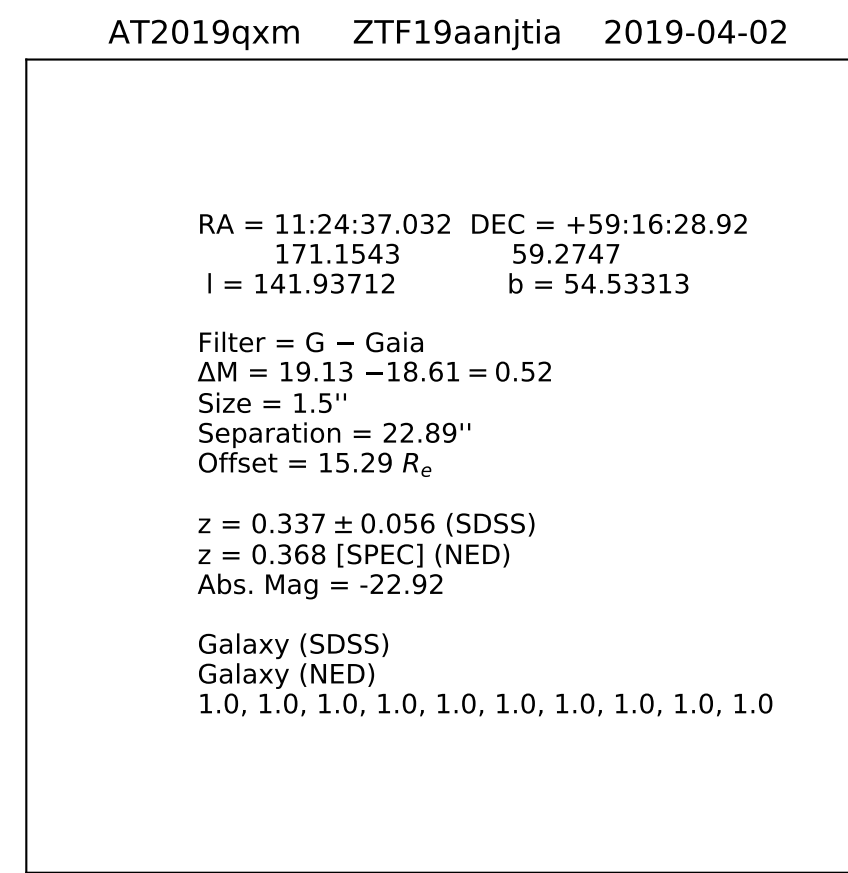 AT2019qxm ZTF19aanjtia 2019-04-02
RA = 11:24:37.032 DEC = +59:16:28.92
171.1543 59.2747
l = 141.93712 b = 54.53313
Filter = G − Gaia
ΔM = 19.13 −18.61 = 0.52
Size = 1.5''
Separation = 22.89''
Offset = 15.29 Rₑ
z = 0.337 ± 0.056 (SDSS)
z = 0.368 [SPEC] (NED)
Abs. Mag = -22.92
Galaxy (SDSS)
Galaxy (NED)
1.0, 1.0, 1.0, 1.0, 1.0, 1.0, 1.0, 1.0, 1.0, 1.0